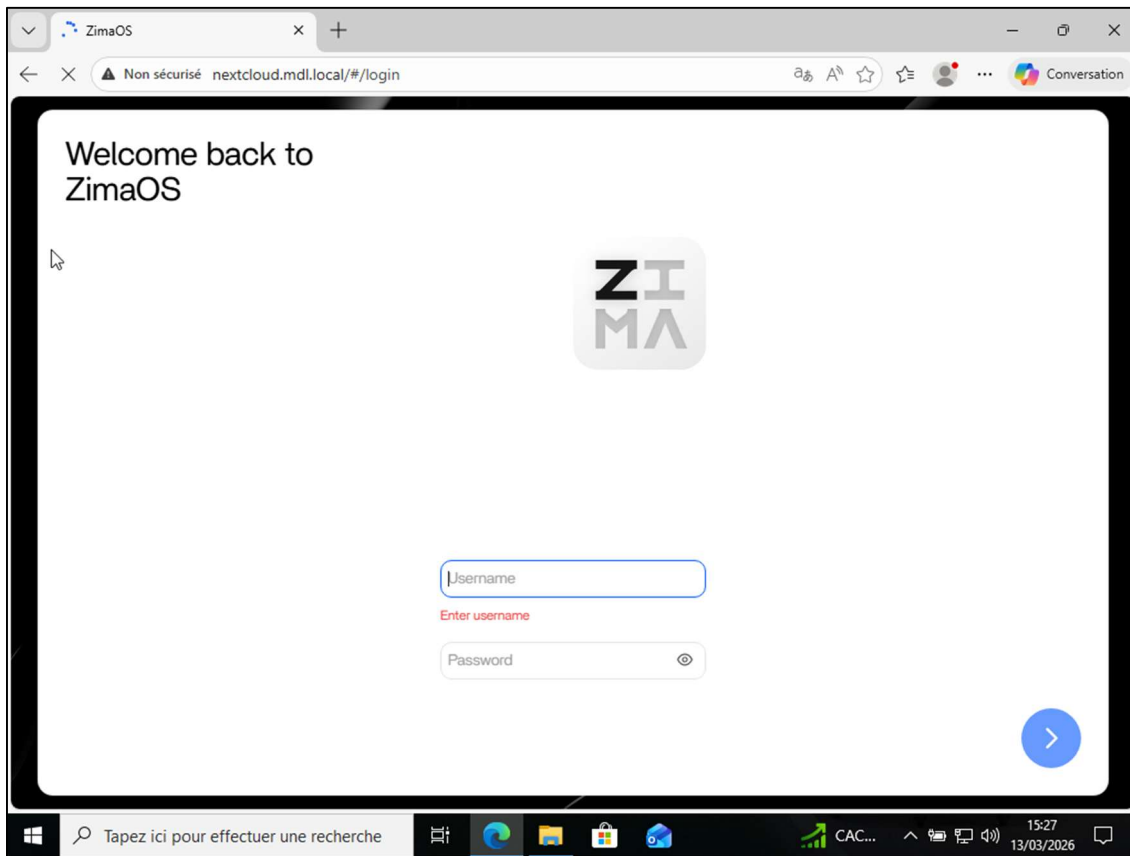 ZimaOS
Non sécurisé nextcloud.mdl.local/#/login
Conversation
Welcome back to
ZimaOS
ZI
MA
Username
Enter username
Password
Tapez ici pour effectuer une recherche
CAC...
15:27
13/03/2026